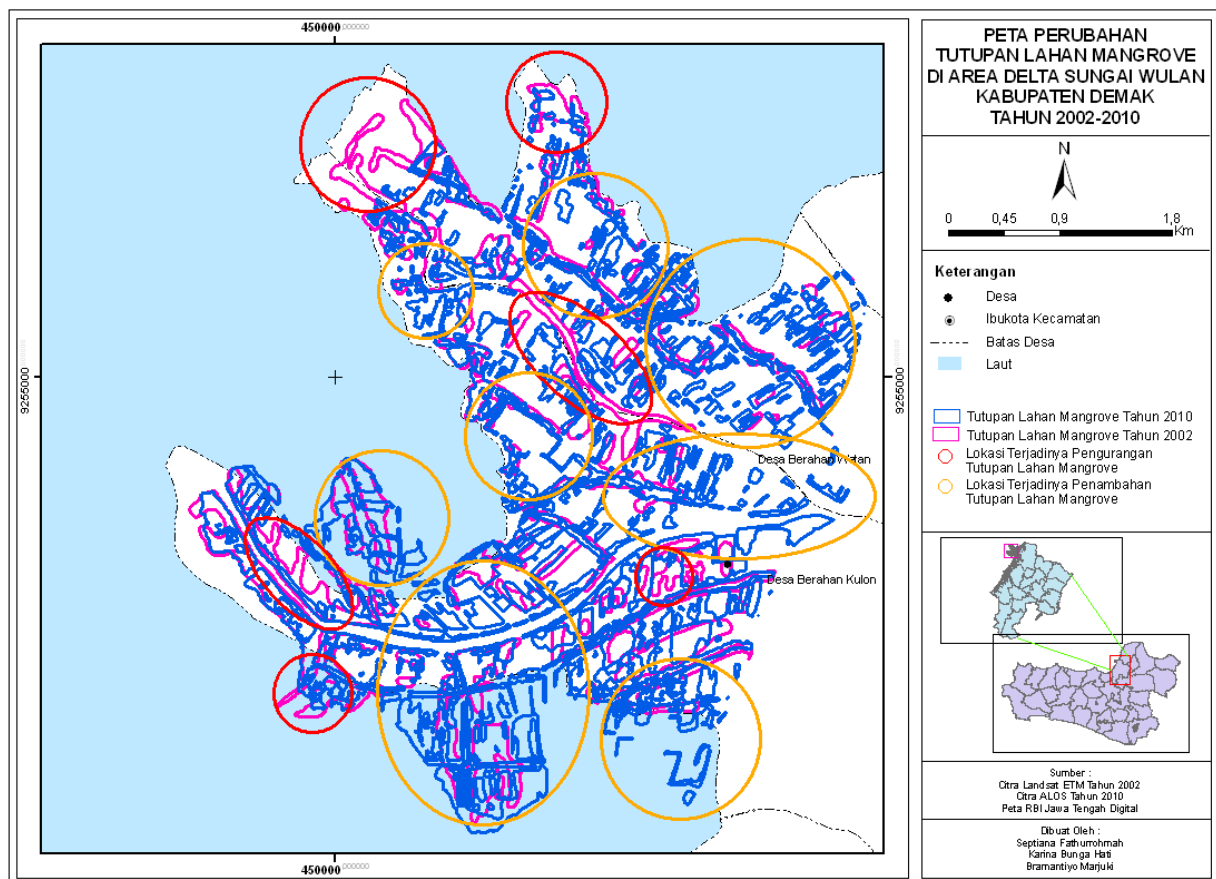 450000,000000
9255000
Desa Berahan Wetan
Desa Berahan Kulon
9255000
450000,000000
PETA PERUBAHAN
TUTUPAN LAHAN MANGROVE
DI AREA DELTA SUNGAI WULAN
KABUPATEN DEMAK
TAHUN 2002-2010
N
0 0,45 0,9 1,8
Km
Keterangan
Desa
Ibukota Kecamatan
Batas Desa
Laut
Tutupan Lahan Mangrove Tahun 2010
Tutupan Lahan Mangrove Tahun 2002
Lokasi Terjadinya Pengurangan
Tutupan Lahan Mangrove
Lokasi Terjadinya Penambahan
Tutupan Lahan Mangrove
Sumber :
Citra Landsat ETM Tahun 2002
Citra ALOS Tahun 2010
Peta RBI Jawa Tengah Digital
Dibuat Oleh :
Septiana Fathurrohmah
Karina Bunga Hati
Bramantiyo Marjuki